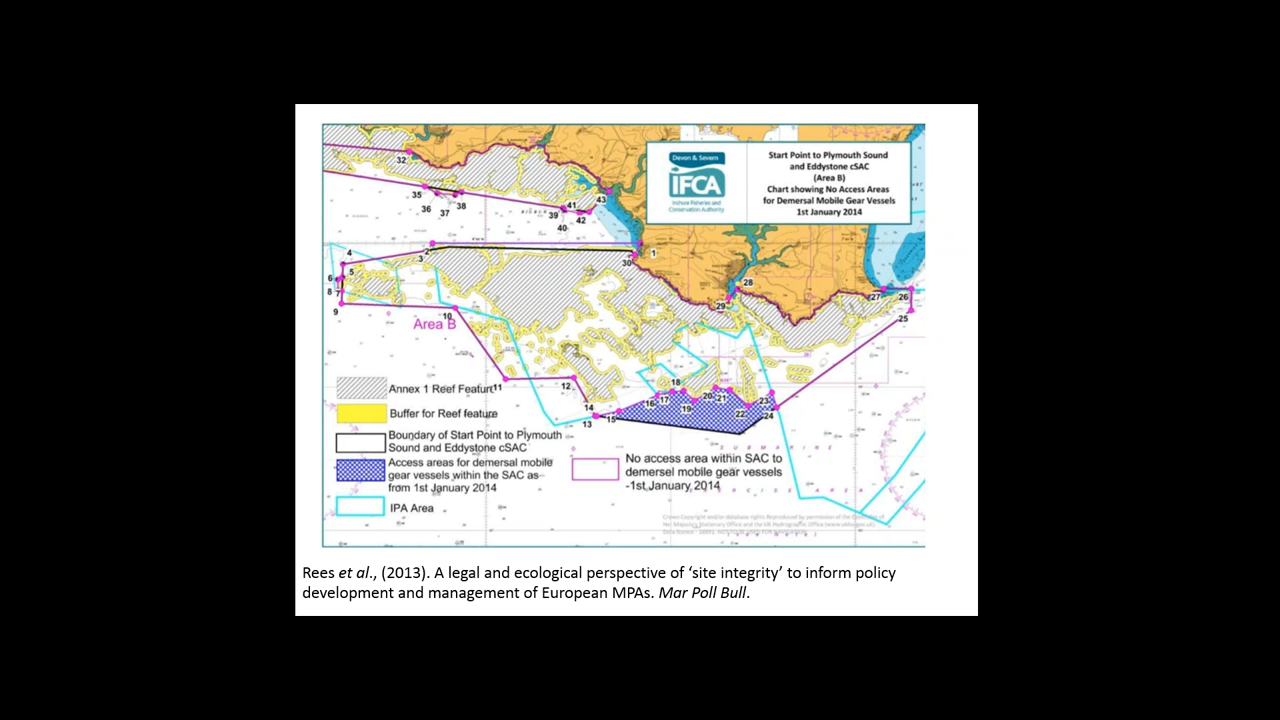 Devon & Severn
IFCA
Inshore Fisheries and
Conservation Authority
Start Point to Plymouth Sound
and Eddystone cSAC
(Area B)
Chart showing No Access Areas
for Demersal Mobile Gear Vessels
1st January 2014
32
35
36
37
38
39
40
41
42
43
1
2
3
4
5
6
7
8
9
10
30
28
29
27
26
25
Area B
11
12
13
14
15
16
17
18
19
20
21
22
23
24
Annex 1 Reef Feature
Buffer for Reef feature
Boundary of Start Point to Plymouth
Sound and Eddystone cSAC
Access areas for demersal mobile
gear vessels within the SAC as
from 1st January 2014
IPA Area
No access area within SAC to
demersel mobile gear vessels
-1st January 2014
SUBMARINE
Rees et al., (2013). A legal and ecological perspective of ‘site integrity’ to inform policy
development and management of European MPAs. Mar Poll Bull.